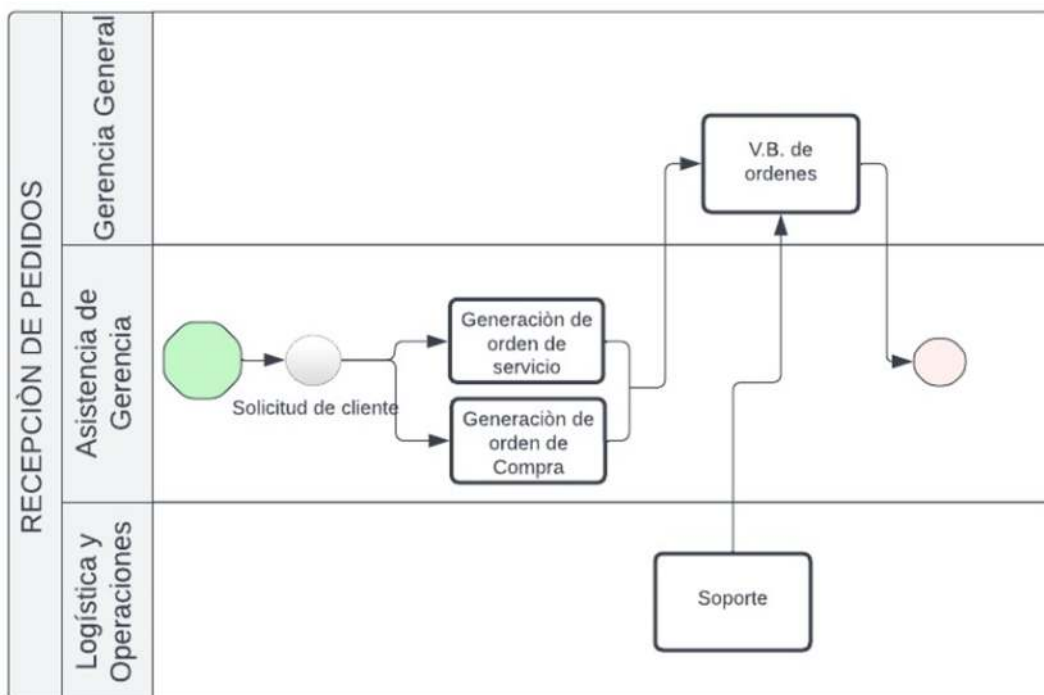 RECEPCIÒN DE PEDIDOS
Gerencia General
V.B. de
ordenes
Asistencia de
Gerencia
Solicitud de cliente
Generaciòn de
orden de
servicio
Generaciòn de
orden de
Compra
Logística y
Operaciones
Soporte